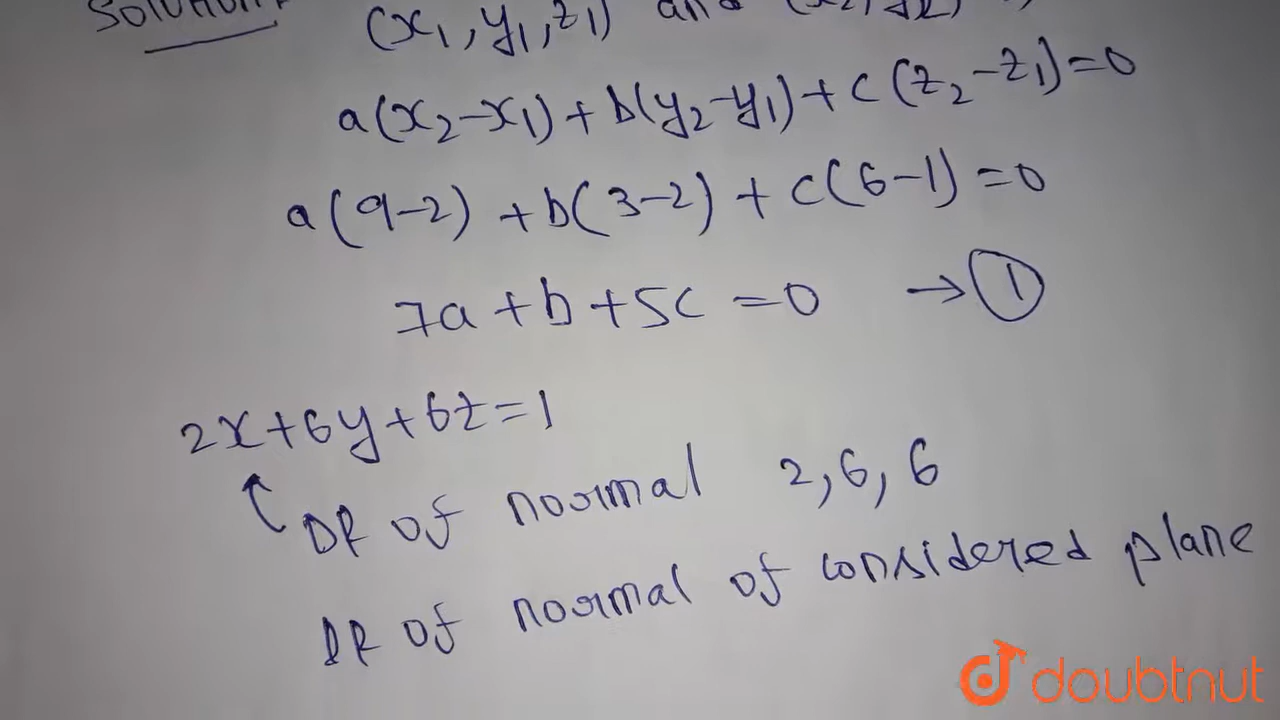 Solution:
(x₁, y₁, z₁) and
a(x₂-x₁) + b(y₂-y₁) + c(z₂-z₁)=0
a(9-2) + b(3-2) + c(6-1) =0
7a + b + 5c = 0 → ①
2x+6y+6z=1
DR of normal 2,6,6
DR of normal of considered plane
doubtnut